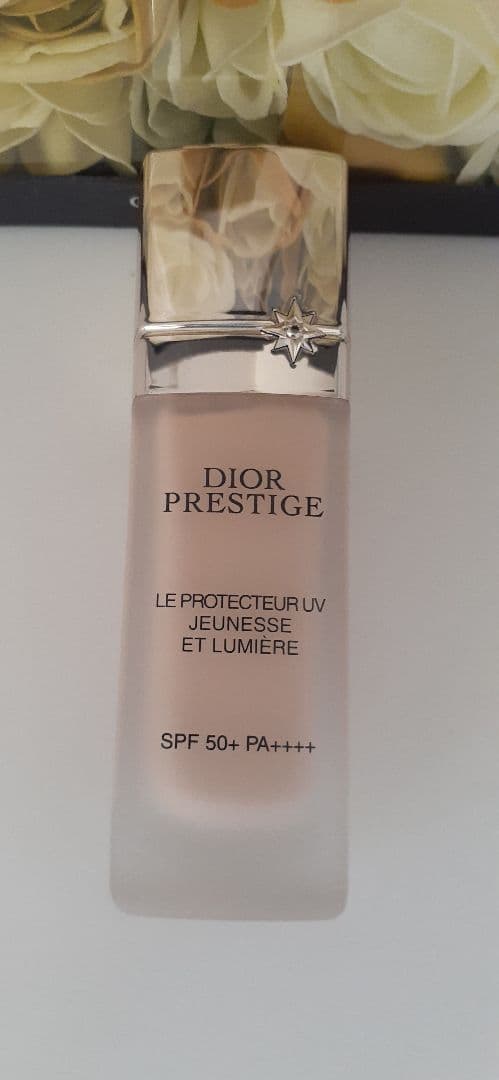 DIOR
PRESTIGE
LE PROTECTEUR UV
JEUNESSE
ET LUMIÈRE
SPF 50+ PA++++